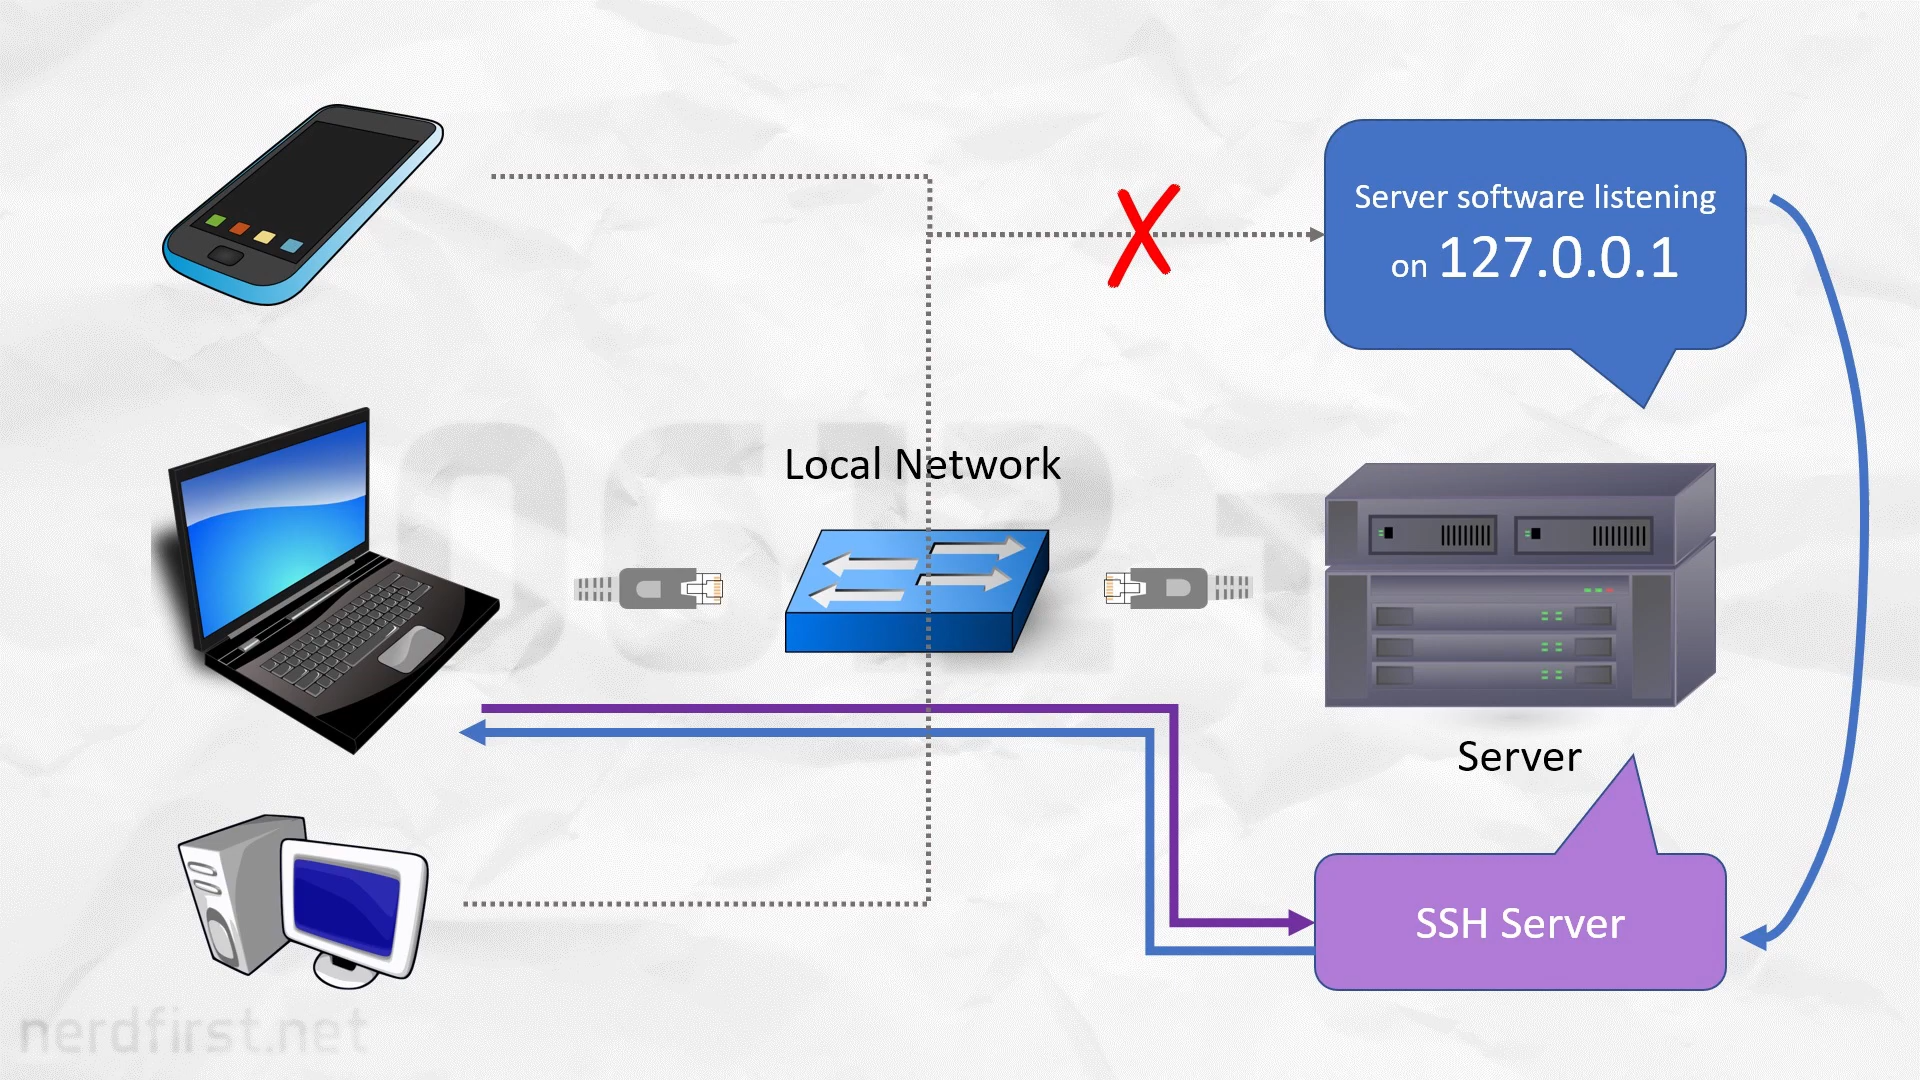 Server software listening
on 127.0.0.1
Local Network
Server
SSH Server
nerdfirst.net